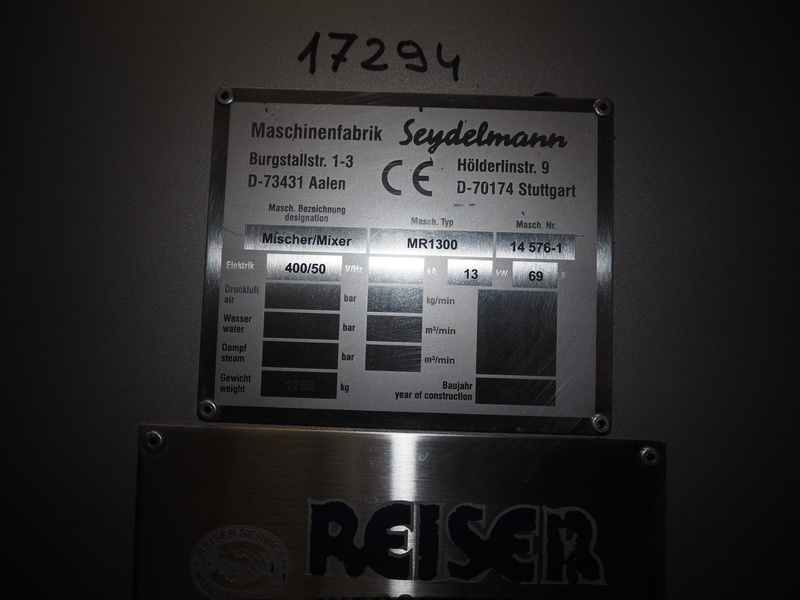 17294
Maschinenfabrik Seydelmann
Burgstallstr. 1-3
D-73431 Aalen
CE
Hölderlinstr. 9
D-70174 Stuttgart
Masch. Bezeichnung
designation
Masch. Typ
Masch. Nr.
Mischer/Mixer MR1300 14 576-1
Elektrik 400/50 V/Hz kA 13 kW 69 A
Druckluft
air
bar kg/min
Wasser
water
bar m³/min
Dampf
steam
bar m³/min
Gewicht
weight
1760 kg
Baujahr
year of construction
REISER SERVICE
REISER